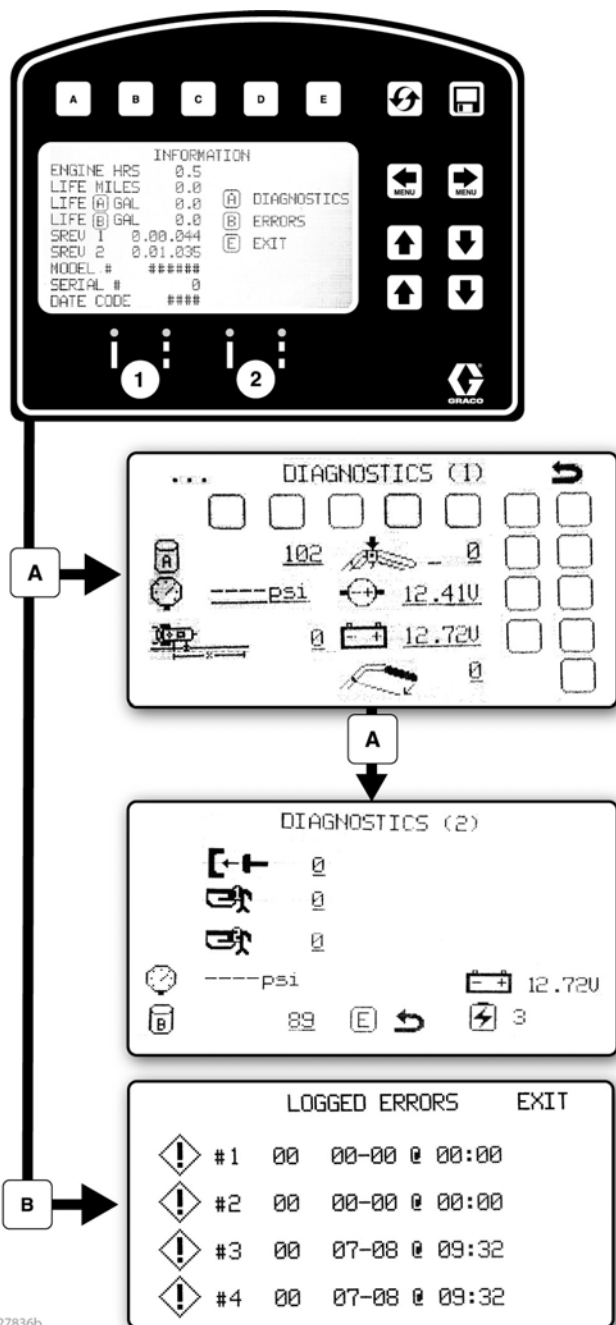 A B C D E
INFORMATION
ENGINE HRS 0.5
LIFE MILES 0.0
LIFE A GAL 0.0
A DIAGNOSTICS
LIFE B GAL 0.0
B ERRORS
SREV 1 0.00.044
E EXIT
SREV 2 0.01.035
MODEL # ######
SERIAL # 0
DATE CODE ####
MENU MENU
1 2
GRACO
A
... DIAGNOSTICS (1)
A 102 _ 0
----psi 12.41V
x 0 - + 12.72V
0
A
DIAGNOSTICS (2)
0
1 0
2 0
----psi - + 12.72V
B 89 E 3
B
LOGGED ERRORS EXIT
! #1 00 00-00 @ 00:00
! #2 00 00-00 @ 00:00
! #3 00 07-08 @ 09:32
! #4 00 07-08 @ 09:32
27836b